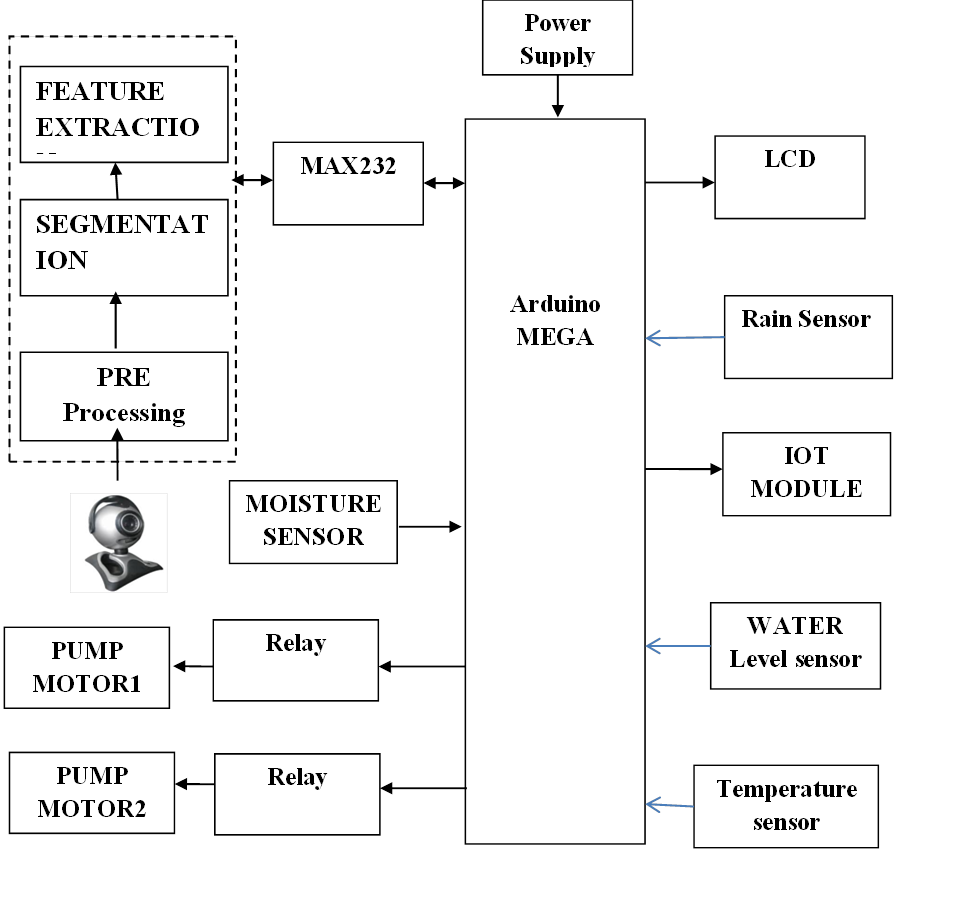 Power
Supply
FEATURE
EXTRACTIO
MAX232
LCD
SEGMENTAT
ION
Arduino
MEGA
Rain Sensor
PRE
Processing
IOT
MODULE
MOISTURE
SENSOR
WATER
Level sensor
PUMP
MOTOR1
Relay
PUMP
MOTOR2
Relay
Temperature
sensor